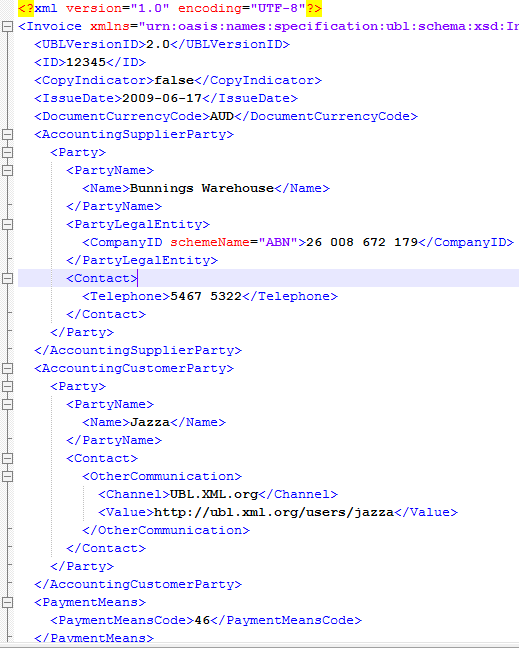 <?xml version="1.0" encoding="UTF-8"?>
<Invoice xmlns="urn:oasis:names:specification:ubl:schema:xsd:In
<UBLVersionID>2.0</UBLVersionID>
<ID>12345</ID>
<CopyIndicator>false</CopyIndicator>
<IssueDate>2009-06-17</IssueDate>
<DocumentCurrencyCode>AUD</DocumentCurrencyCode>
<AccountingSupplierParty>
<Party>
<PartyName>
<Name>Bunnings Warehouse</Name>
</PartyName>
<PartyLegalEntity>
<CompanyID schemeName="ABN">26 008 672 179</CompanyID>
</PartyLegalEntity>
<Contact>
<Telephone>5467 5322</Telephone>
</Contact>
</Party>
</AccountingSupplierParty>
<AccountingCustomerParty>
<Party>
<PartyName>
<Name>Jazza</Name>
</PartyName>
<Contact>
<OtherCommunication>
<Channel>UBL.XML.org</Channel>
<Value>http://ubl.xml.org/users/jazza</Value>
</OtherCommunication>
</Contact>
</Party>
</AccountingCustomerParty>
<PaymentMeans>
<PaymentMeansCode>46</PaymentMeansCode>
</PaymentMeans>